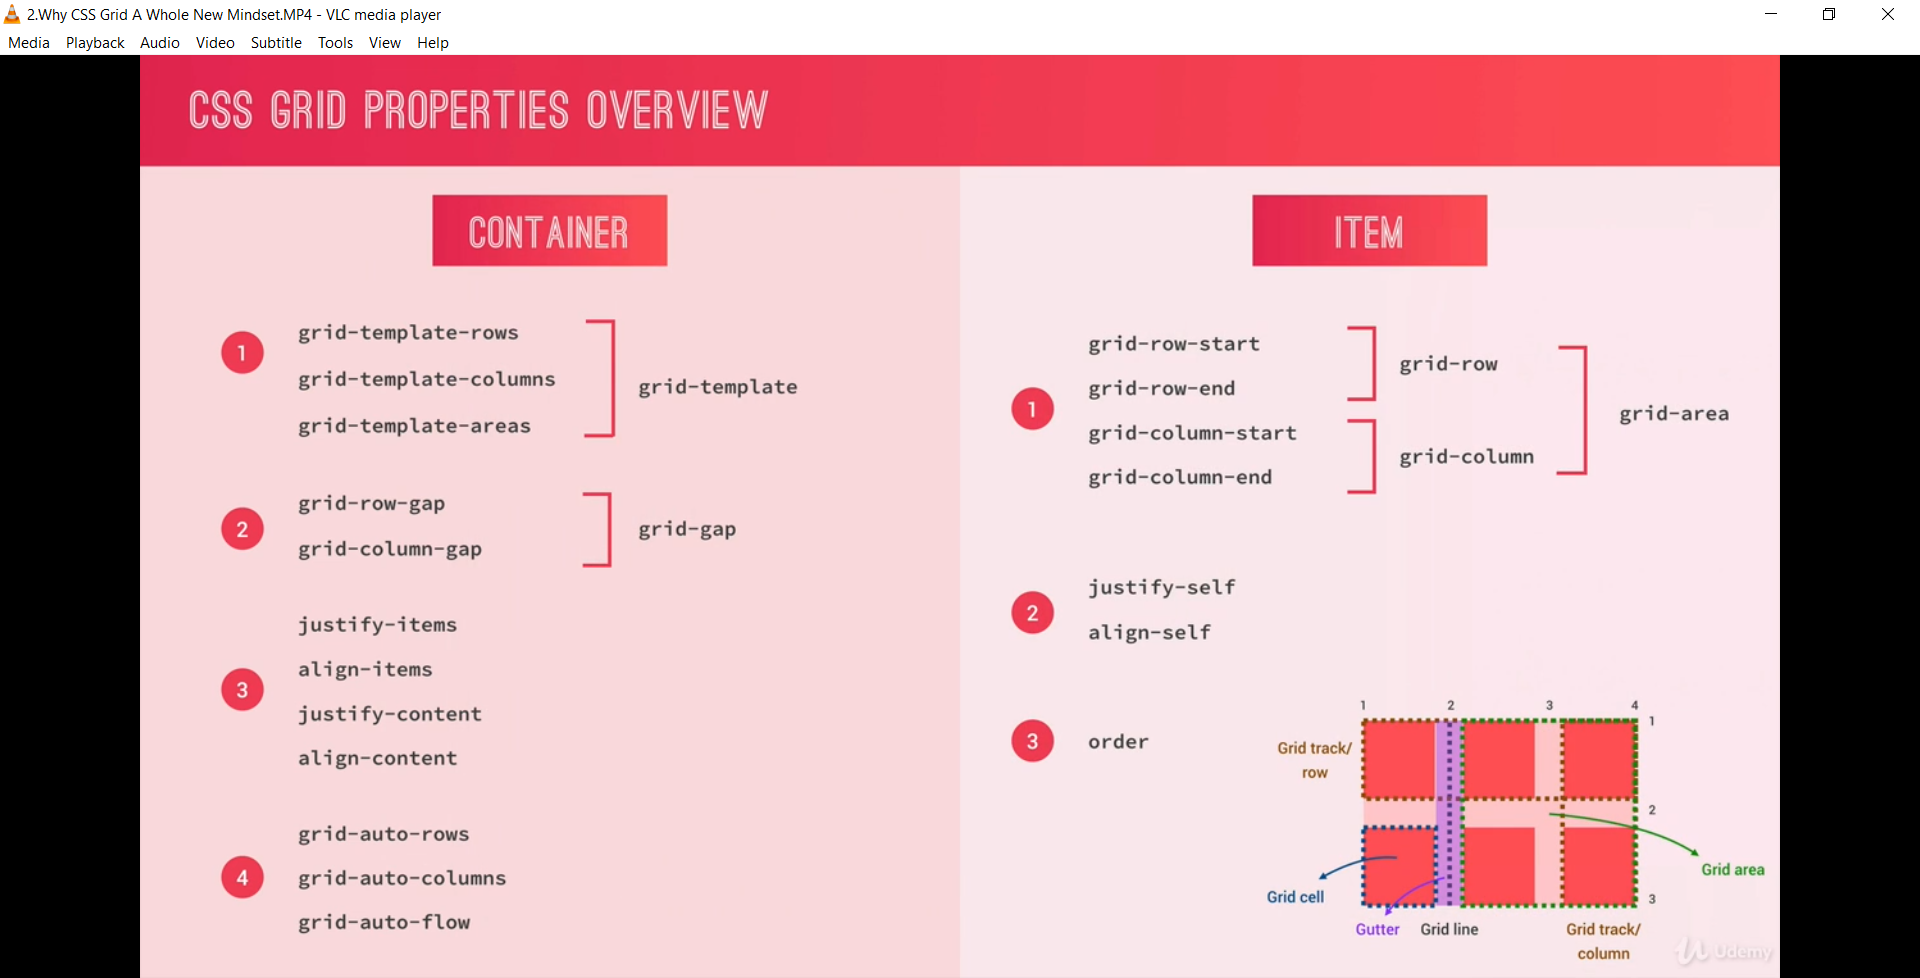 2.Why CSS Grid A Whole New Mindset.MP4 - VLC media player
Media Playback Audio Video Subtitle Tools View Help
CSS GRID PROPERTIES OVERVIEW
CONTAINER
1
grid-template-rows
grid-template-columns
grid-template-areas
grid-template
2
grid-row-gap
grid-column-gap
grid-gap
3
justify-items
align-items
justify-content
align-content
4
grid-auto-rows
grid-auto-columns
grid-auto-flow
ITEM
1
grid-row-start
grid-row-end
grid-column-start
grid-column-end
grid-row
grid-column
grid-area
2
justify-self
align-self
3
order
1 2 3 4
1
2
3
Grid track/
row
Grid cell
Gutter
Grid line
Grid area
Grid track/
column
Udemy